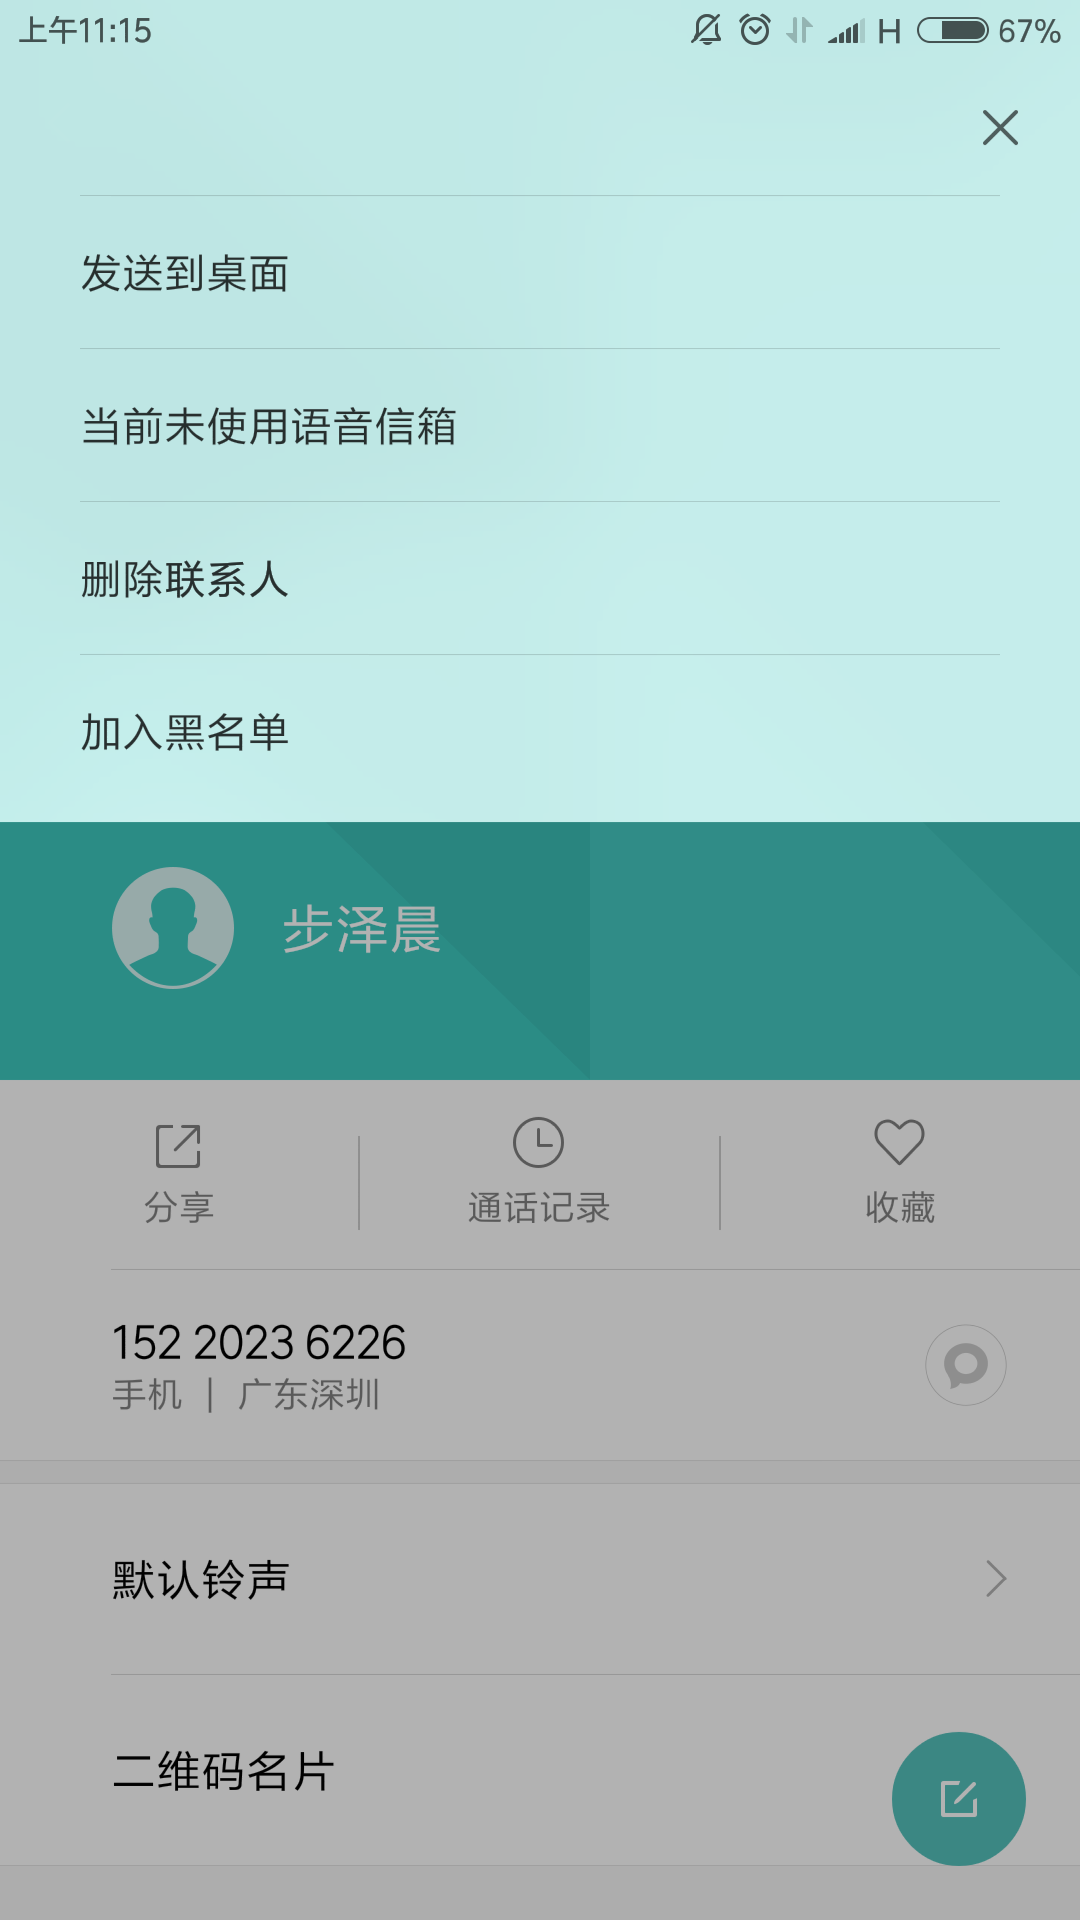 上午11:15 H 67%
发送到桌面
当前未使用语音信箱
删除联系人
加入黑名单
步泽晨
分享 通话记录 收藏
152 2023 6226
手机 | 广东深圳
默认铃声
二维码名片